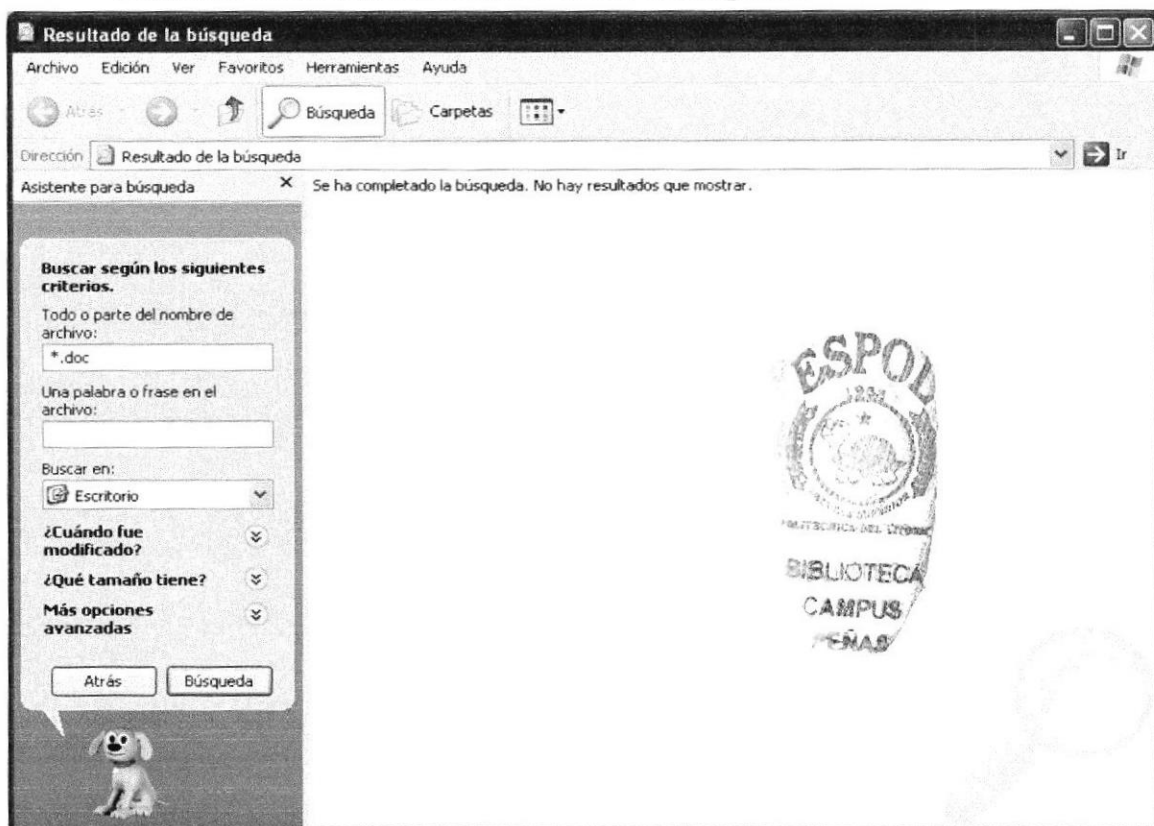 Resultado de la búsqueda
Archivo Edición Ver Favoritos Herramientas Ayuda
Atrás Búsqueda Carpetas
Dirección Resultado de la búsqueda Ir
Asistente para búsqueda
Se ha completado la búsqueda. No hay resultados que mostrar.
Buscar según los siguientes
criterios.
Todo o parte del nombre de
archivo:
*.doc
Una palabra o frase en el
archivo:
Buscar en:
Escritorio
¿Cuándo fue
modificado?
¿Qué tamaño tiene?
Más opciones
avanzadas
Atrás Búsqueda
ESPOL
POLITECNICA DEL
BIBLIOTECA
CAMPUS
PEÑAS